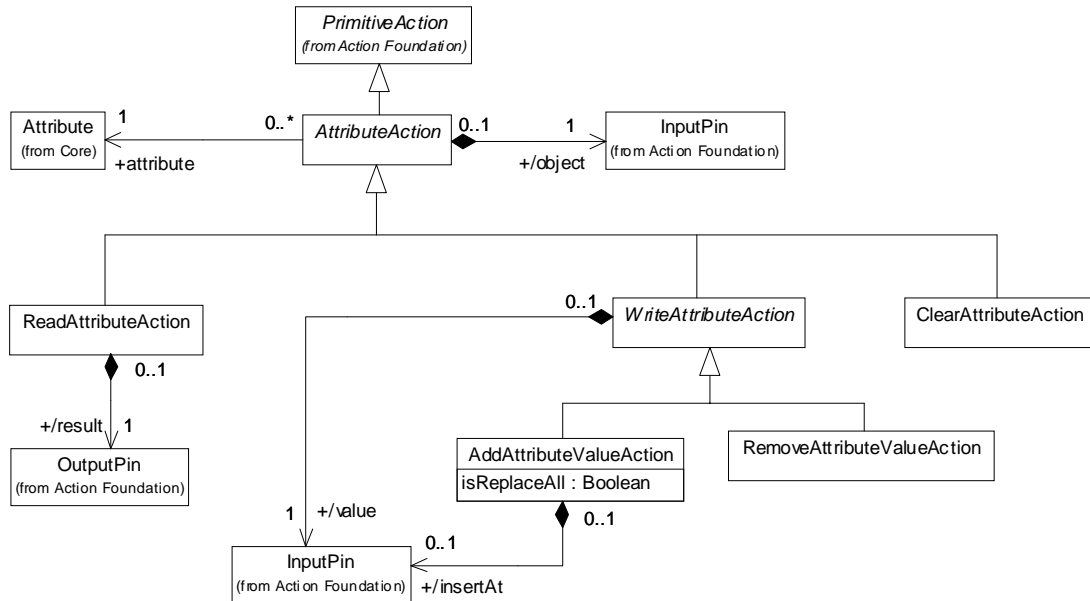 PrimitiveAction
(from Action Foundation)
Attribute
(from Core)
1
+attribute
0..*
AttributeAction
0..1
1
+/object
InputPin
(from Action Foundation)
ReadAttributeAction
0..1
+/result
1
OutputPin
(from Action Foundation)
0..1
WriteAttributeAction
ClearAttributeAction
AddAttributeValueAction
isReplaceAll : Boolean
RemoveAttributeValueAction
1
+/value
0..1
0..1
+/insertAt
InputPin
(from Action Foundation)